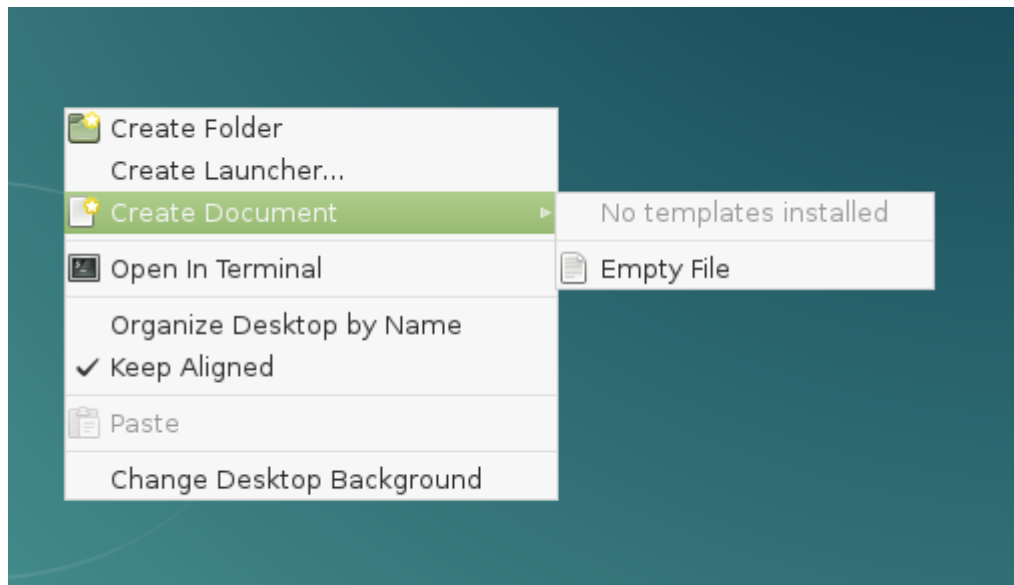 Create Folder
Create Launcher...
Create Document
No templates installed
Open In Terminal
Empty File
Organize Desktop by Name
Keep Aligned
Paste
Change Desktop Background